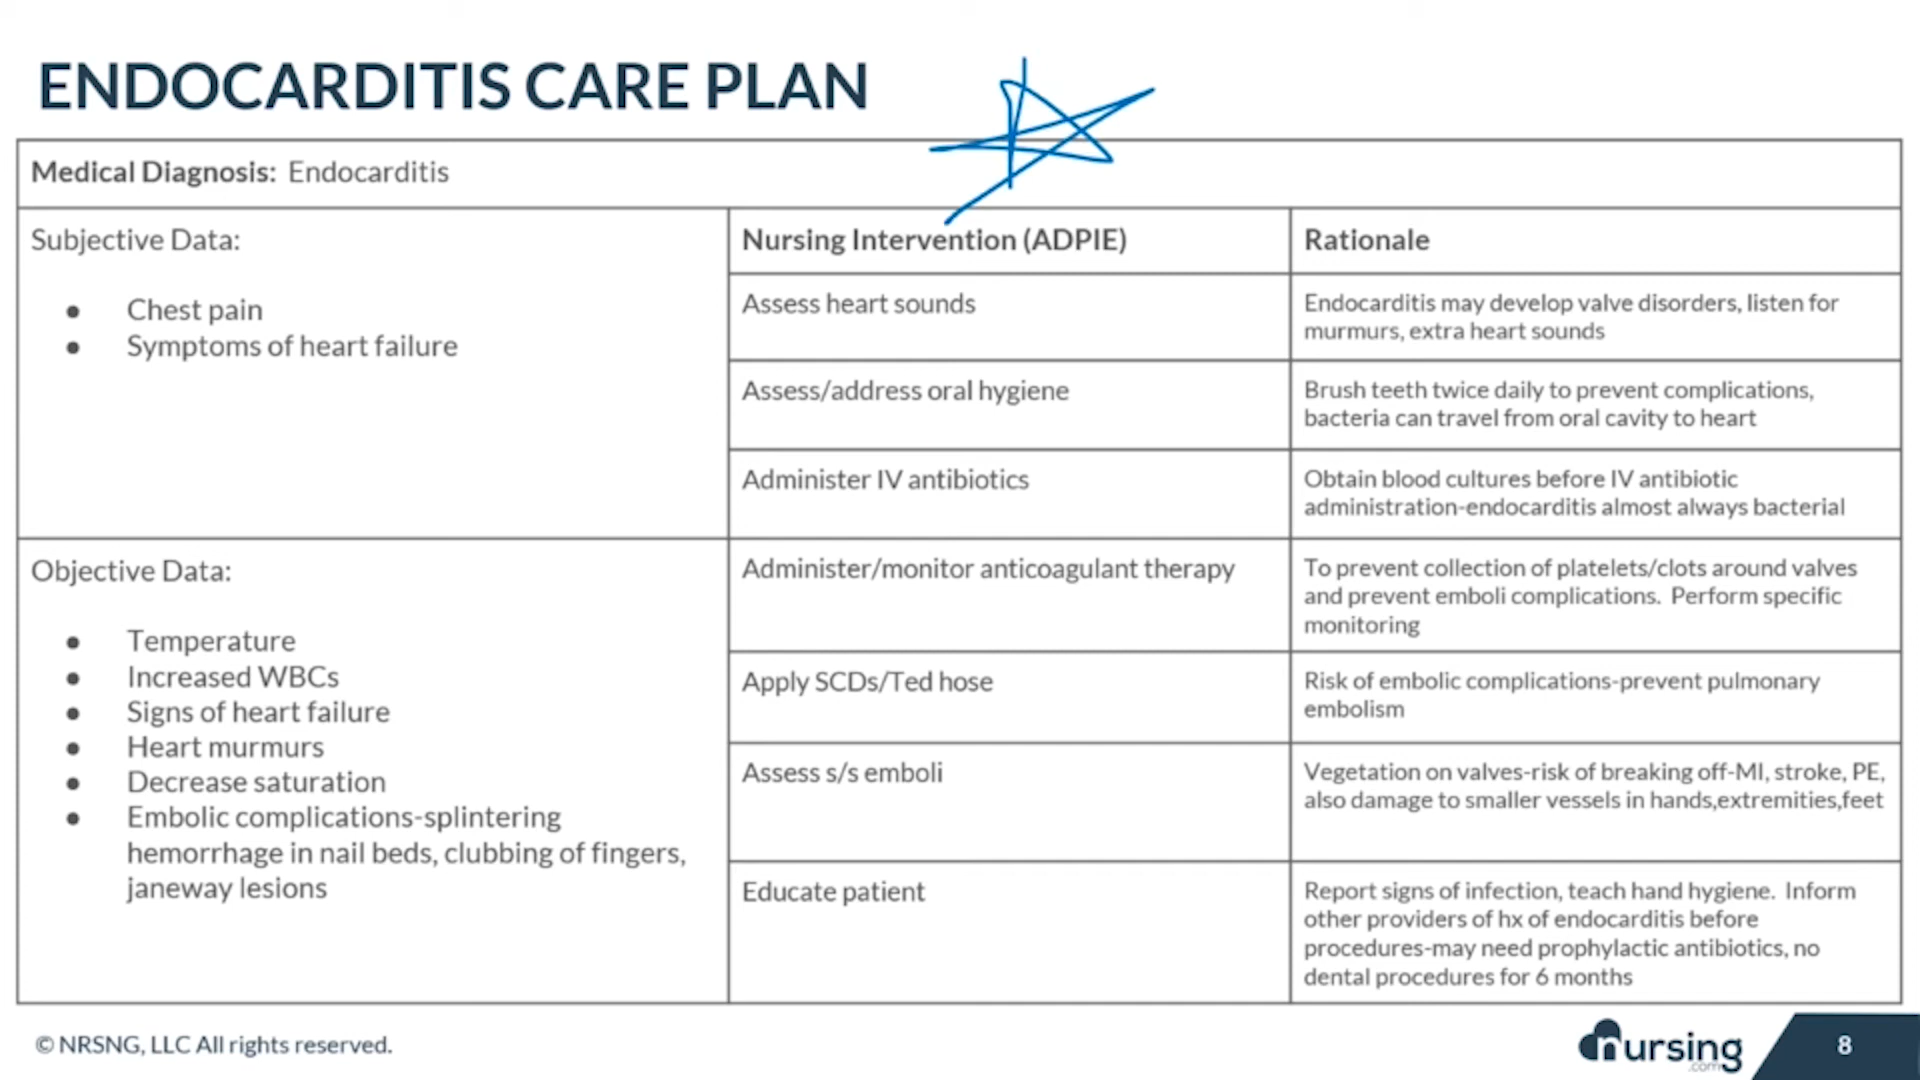 ENDOCARDITIS CARE PLAN
Medical Diagnosis: Endocarditis
Subjective Data:
● Chest pain
● Symptoms of heart failure
Objective Data:
● Temperature
● Increased WBCs
● Signs of heart failure
● Heart murmurs
● Decrease saturation
● Embolic complications-splintering
hemorrhage in nail beds, clubbing of fingers,
janeway lesions
Nursing Intervention (ADPIE)
Rationale
Assess heart sounds
Endocarditis may develop valve disorders, listen for
murmurs, extra heart sounds
Assess/address oral hygiene
Brush teeth twice daily to prevent complications,
bacteria can travel from oral cavity to heart
Administer IV antibiotics
Obtain blood cultures before IV antibiotic
administration-endocarditis almost always bacterial
Administer/monitor anticoagulant therapy
To prevent collection of platelets/clots around valves
and prevent emboli complications. Perform specific
monitoring
Apply SCDs/Ted hose
Risk of embolic complications-prevent pulmonary
embolism
Assess s/s emboli
Vegetation on valves-risk of breaking off-MI, stroke, PE,
also damage to smaller vessels in hands,extremities,feet
Educate patient
Report signs of infection, teach hand hygiene. Inform
other providers of hx of endocarditis before
procedures-may need prophylactic antibiotics, no
dental procedures for 6 months
© NRSNG, LLC All rights reserved.
nursing
.com
8